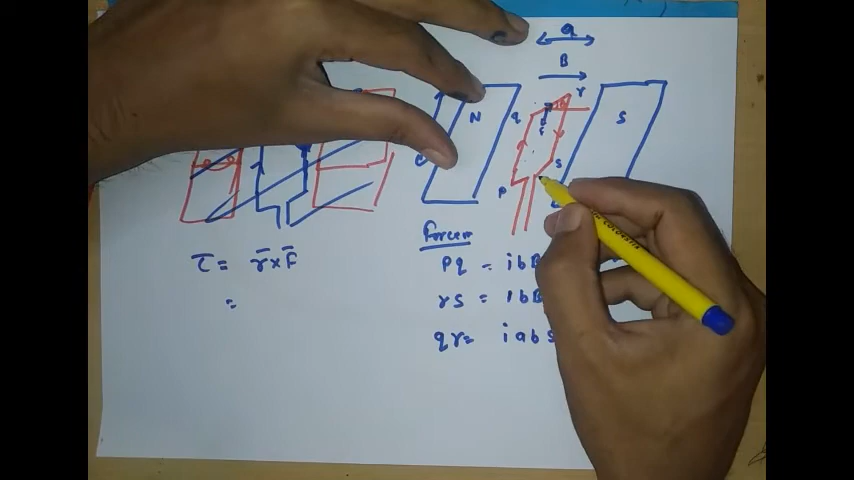 a
B
N
q
r
S
s
P
Forces
τ = r̄ × F̄
pq = ibB
rs = ibB
=
qr = iabs